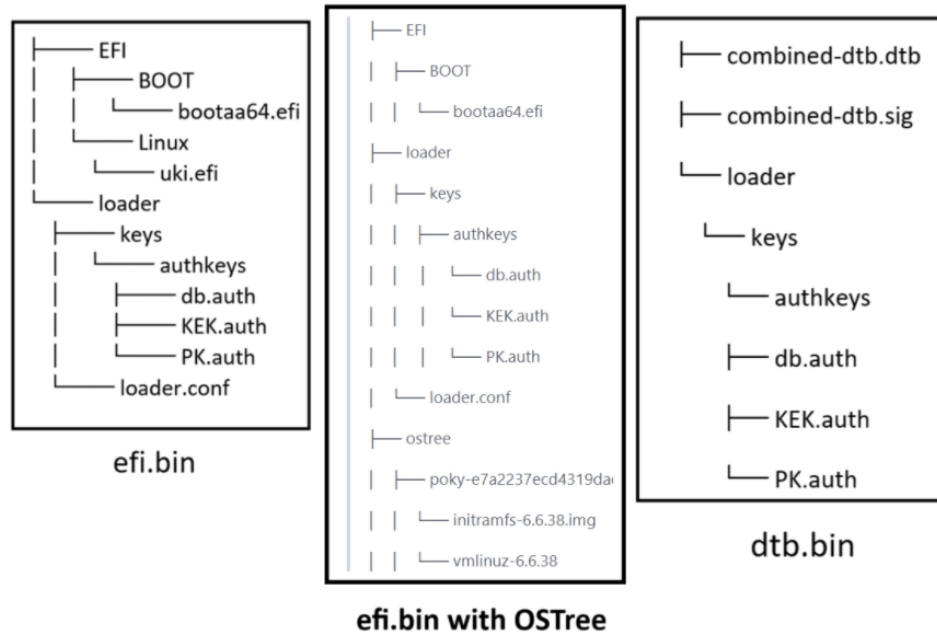 ├── EFI
│ ├── BOOT
│ │ └── bootaa64.efi
│ └── Linux
│ └── uki.efi
└── loader
├── keys
│ └── authkeys
│ ├── db.auth
│ ├── KEK.auth
│ └── PK.auth
└── loader.conf
efi.bin
├── EFI
│ ├── BOOT
│ │ └── bootaa64.efi
├── loader
│ ├── keys
│ │ ├── authkeys
│ │ │ └── db.auth
│ │ │ └── KEK.auth
│ │ │ └── PK.auth
│ └── loader.conf
├── ostree
│ ├── poky-e7a2237ecd4319da
│ │ └── initramfs-6.6.38.img
│ │ └── vmlinuz-6.6.38
efi.bin with OSTree
├── combined-dtb.dtb
├── combined-dtb.sig
└── loader
└── keys
└── authkeys
├── db.auth
├── KEK.auth
└── PK.auth
dtb.bin